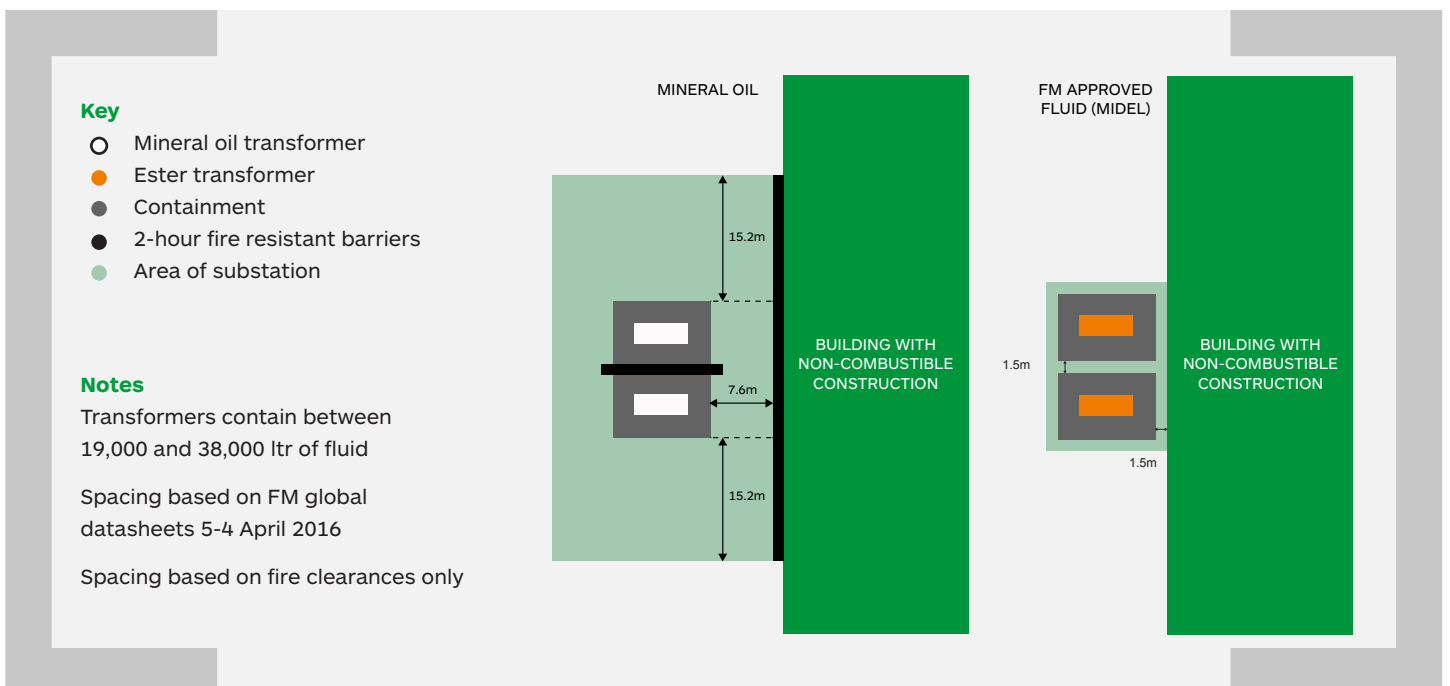 Key
Mineral oil transformer
Ester transformer
Containment
2-hour fire resistant barriers
Area of substation
Notes
Transformers contain between
19,000 and 38,000 ltr of fluid
Spacing based on FM global
datasheets 5-4 April 2016
Spacing based on fire clearances only
MINERAL OIL
15.2m
7.6m
15.2m
BUILDING WITH
NON-COMBUSTIBLE
CONSTRUCTION
FM APPROVED
FLUID (MIDEL)
1.5m
1.5m
BUILDING WITH
NON-COMBUSTIBLE
CONSTRUCTION